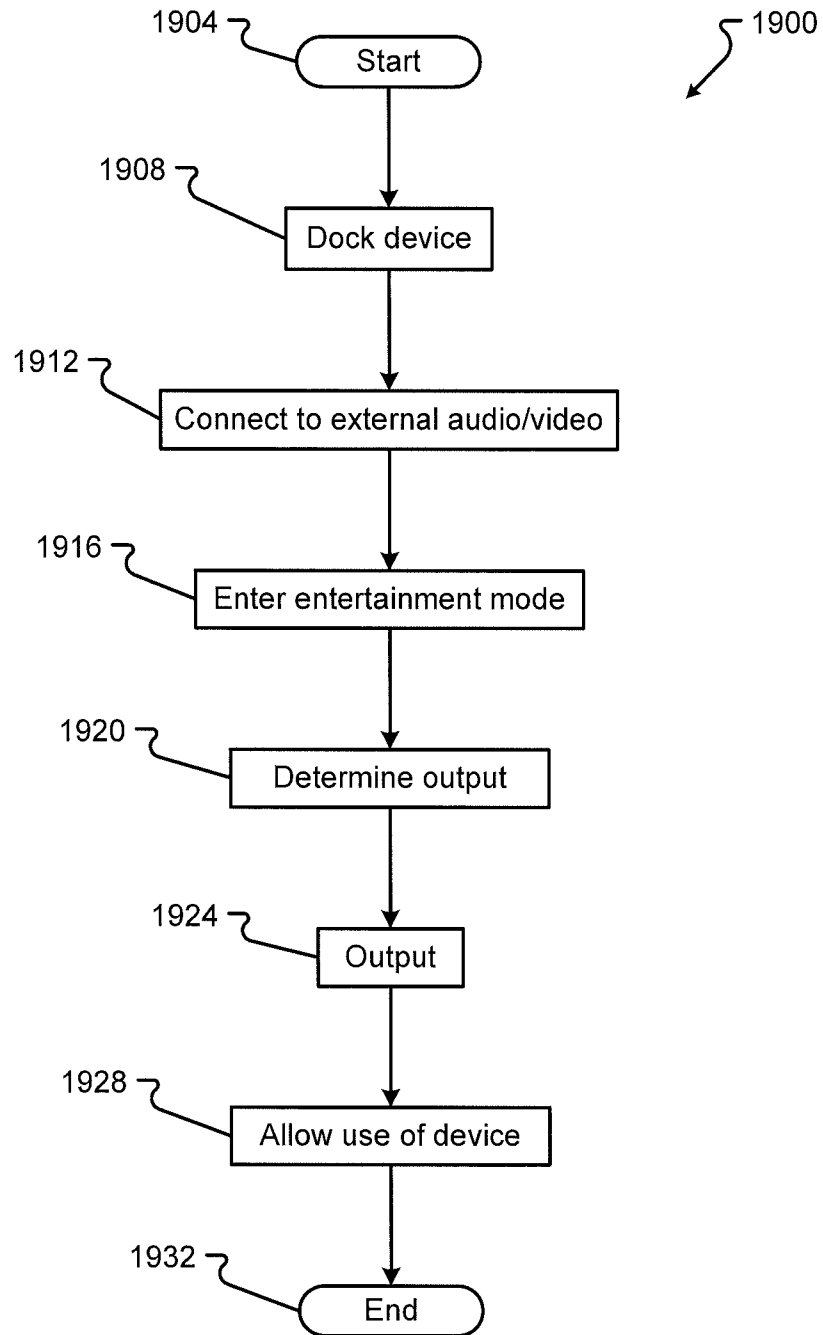 1904
Start
1900
1908
Dock device
1912
Connect to external audio/video
1916
Enter entertainment mode
1920
Determine output
1924
Output
1928
Allow use of device
1932
End